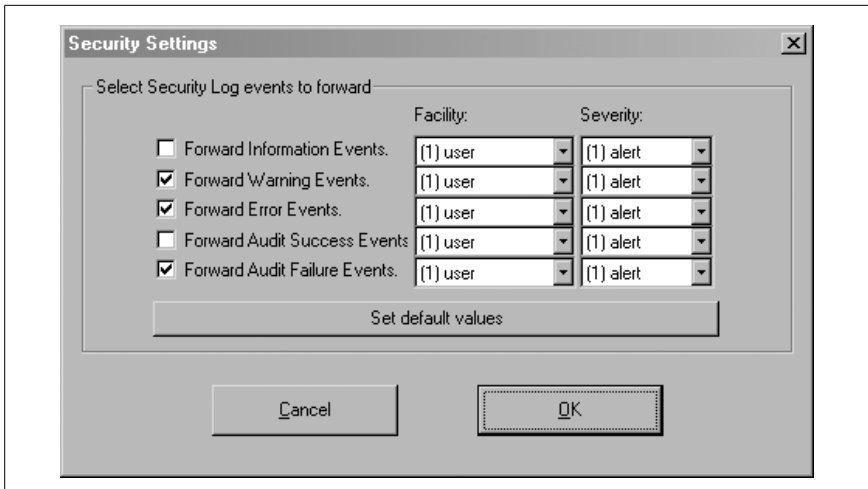 Security Settings
Select Security Log events to forward
Facility: Severity:
Forward Information Events. (1) user (1) alert
Forward Warning Events. (1) user (1) alert
Forward Error Events. (1) user (1) alert
Forward Audit Success Events (1) user (1) alert
Forward Audit Failure Events. (1) user (1) alert
Set default values
Cancel OK